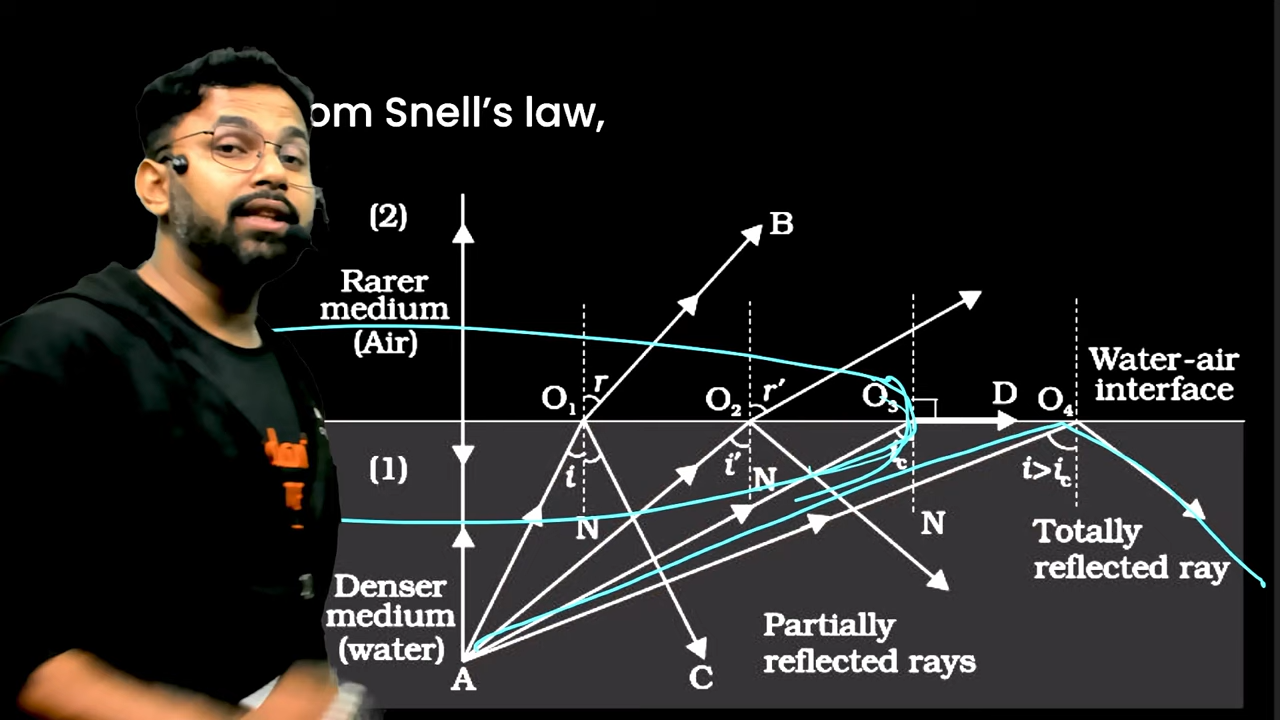 om Snell's law,
(2)
B
Rarer
medium
(Air)
Water-air
interface
O₁
r
O₂
r′
O₃
D
O₄
(1)
i
i′
N
i꜀
i>i꜀
N
N
Totally
reflected ray
Denser
medium
(water)
Partially
reflected rays
A
C